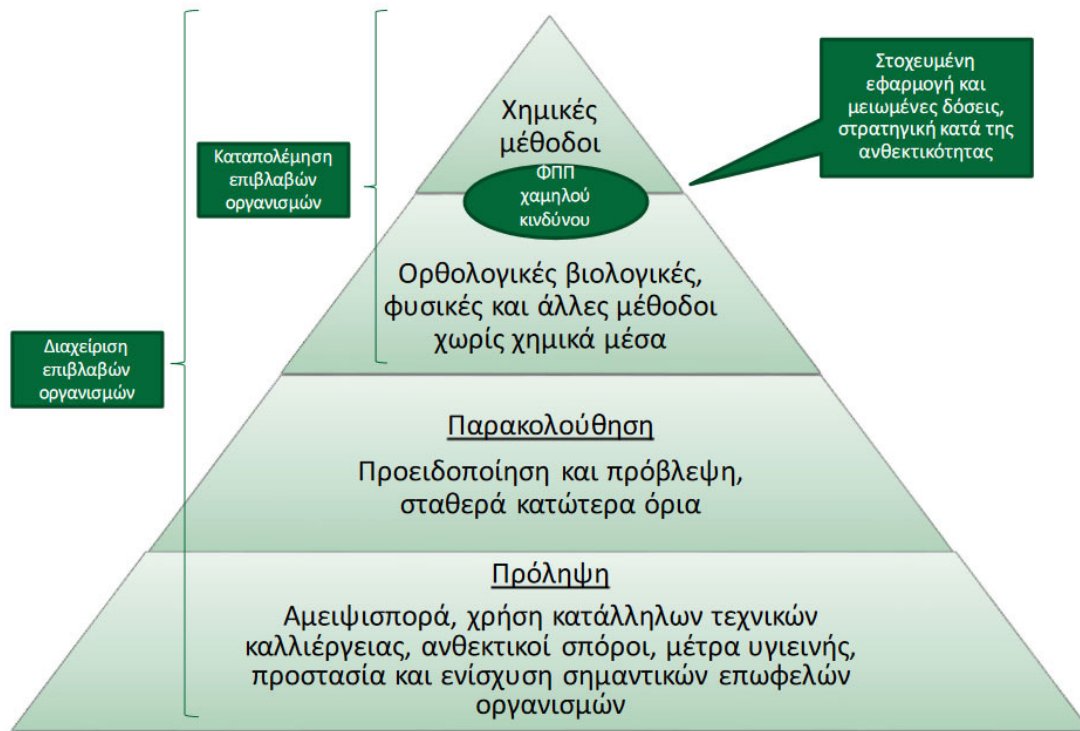 Χημικές
μέθοδοι
Στοχευμένη
εφαρμογή και
μειωμένες δόσεις,
στρατηγική κατά της
ανθεκτικότητας
Καταπολέμηση
επιβλαβών
οργανισμών
ΦΠΠ
χαμηλού
κινδύνου
Ορθολογικές βιολογικές,
φυσικές και άλλες μέθοδοι
χωρίς χημικά μέσα
Διαχείριση
επιβλαβών
οργανισμών
Παρακολούθηση
Προειδοποίηση και πρόβλεψη,
σταθερά κατώτερα όρια
Πρόληψη
Αμειψισπορά, χρήση κατάλληλων τεχνικών
καλλιέργειας, ανθεκτικοί σπόροι, μέτρα υγιεινής,
προστασία και ενίσχυση σημαντικών επωφελών
οργανισμών